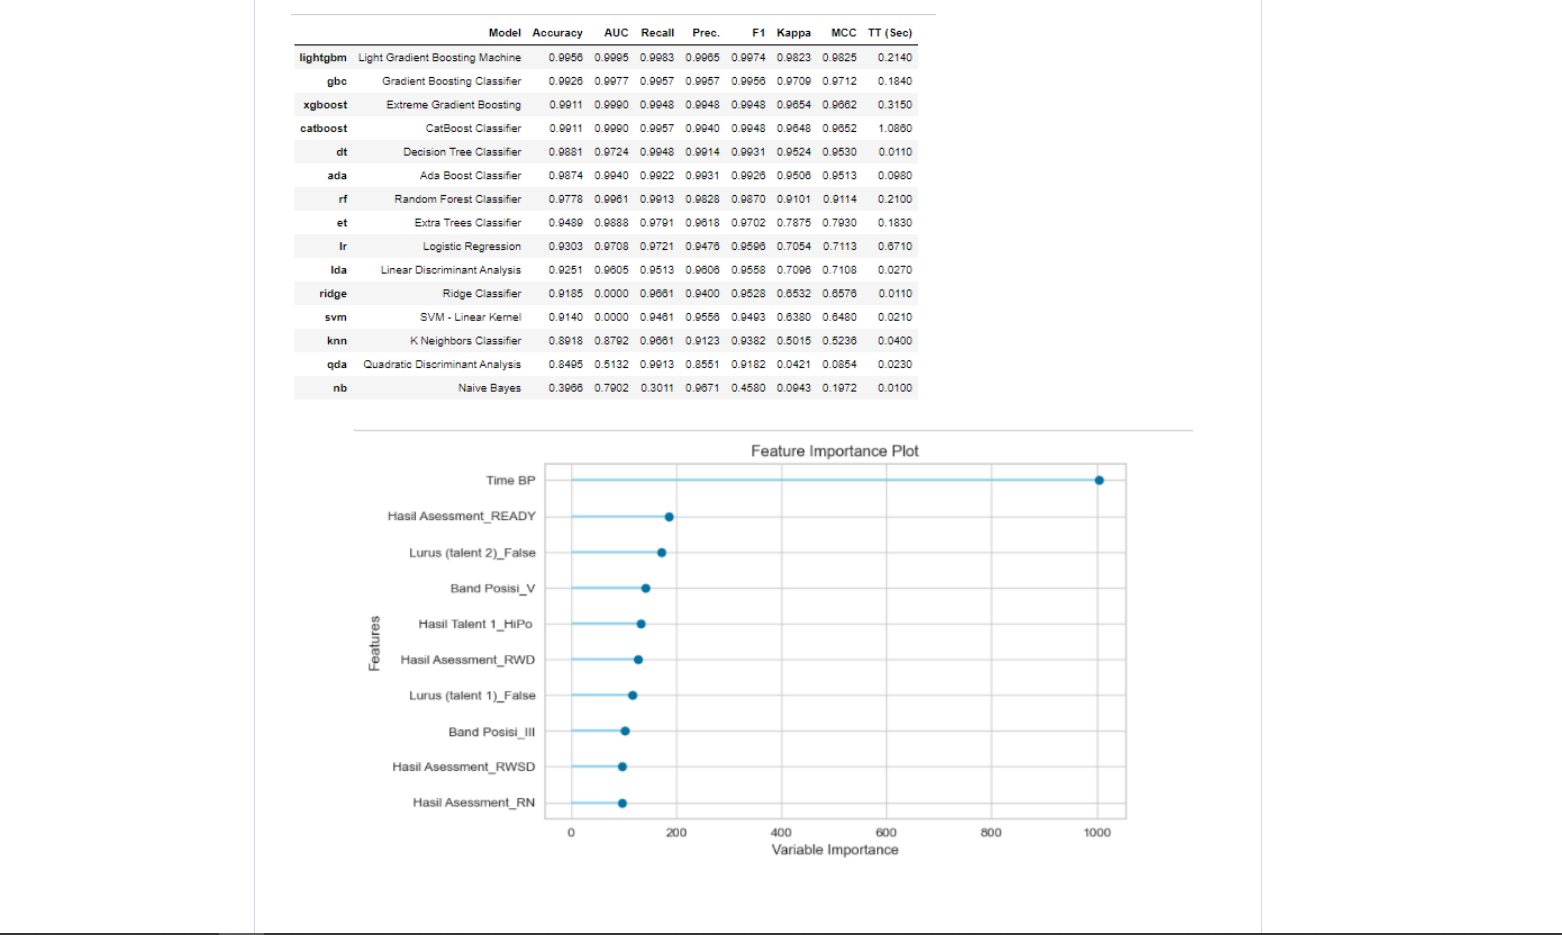 Model Accuracy AUC Recall Prec. F1 Kappa MCC TT (Sec)
lightgbm Light Gradient Boosting Machine 0.9956 0.9995 0.9983 0.9965 0.9974 0.9823 0.9825 0.2140
gbc Gradient Boosting Classifier 0.9926 0.9977 0.9957 0.9957 0.9956 0.9709 0.9712 0.1840
xgboost Extreme Gradient Boosting 0.9911 0.9990 0.9948 0.9948 0.9948 0.9654 0.9662 0.3150
catboost CatBoost Classifier 0.9911 0.9990 0.9957 0.9940 0.9948 0.9648 0.9652 1.0860
dt Decision Tree Classifier 0.9881 0.9724 0.9948 0.9914 0.9931 0.9524 0.9530 0.0110
ada Ada Boost Classifier 0.9874 0.9940 0.9922 0.9931 0.9926 0.9506 0.9513 0.0980
rf Random Forest Classifier 0.9778 0.9961 0.9913 0.9828 0.9870 0.9101 0.9114 0.2100
et Extra Trees Classifier 0.9489 0.9888 0.9791 0.9618 0.9702 0.7875 0.7930 0.1830
lr Logistic Regression 0.9303 0.9708 0.9721 0.9476 0.9596 0.7054 0.7113 0.6710
lda Linear Discriminant Analysis 0.9251 0.9605 0.9513 0.9606 0.9558 0.7096 0.7108 0.0270
ridge Ridge Classifier 0.9185 0.0000 0.9661 0.9400 0.9528 0.6532 0.6576 0.0110
svm SVM - Linear Kernel 0.9140 0.0000 0.9461 0.9556 0.9493 0.6380 0.6480 0.0210
knn K Neighbors Classifier 0.8918 0.8792 0.9661 0.9123 0.9382 0.5015 0.5236 0.0400
qda Quadratic Discriminant Analysis 0.8495 0.5132 0.9913 0.8551 0.9182 0.0421 0.0854 0.0230
nb Naive Bayes 0.3966 0.7902 0.3011 0.9671 0.4580 0.0943 0.1972 0.0100
Feature Importance Plot
Time BP
Hasil Asessment_READY
Lurus (talent 2)_False
Band Posisi_V
Hasil Talent 1_HiPo
Hasil Asessment_RWD
Lurus (talent 1)_False
Band Posisi_III
Hasil Asessment_RWSD
Hasil Asessment_RN
Features
0 200 400 600 800 1000
Variable Importance